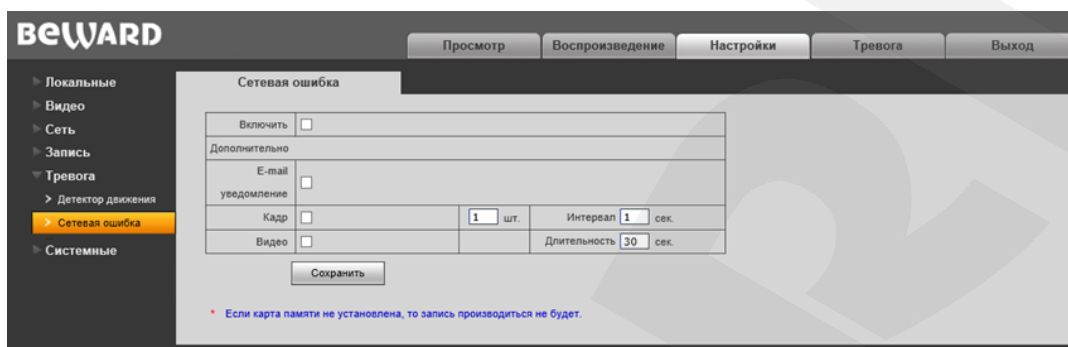 BEWARD
Просмотр Воспроизведение Настройки Тревога Выход
Локальные
Видео
Сеть
Запись
Тревога
Детектор движения
Сетевая ошибка
Системные
Сетевая ошибка
Включить
Дополнительно
E-mail
уведомление
Кадр 1 шт. Интервал 1 сек.
Видео Длительность 30 сек.
Сохранить
* Если карта памяти не установлена, то запись производиться не будет.